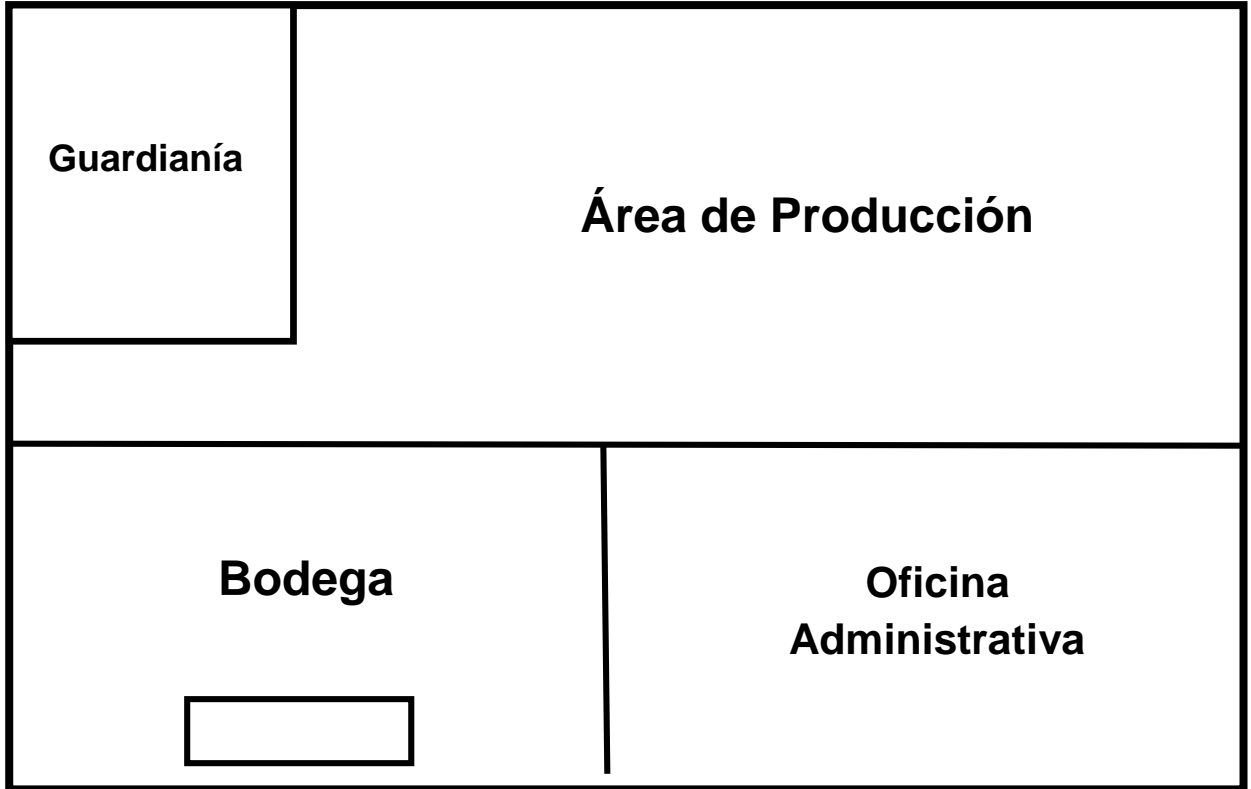 Guardianía
Área de Producción
Bodega
Oficina
Administrativa